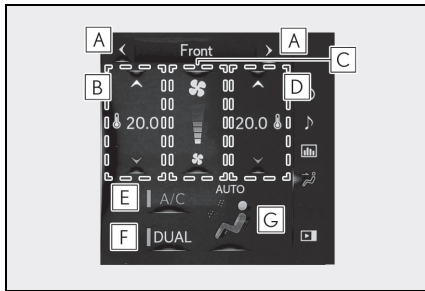 A < Front > A
C
B D
20.0 20.0
AUTO
E A/C
G
F DUAL